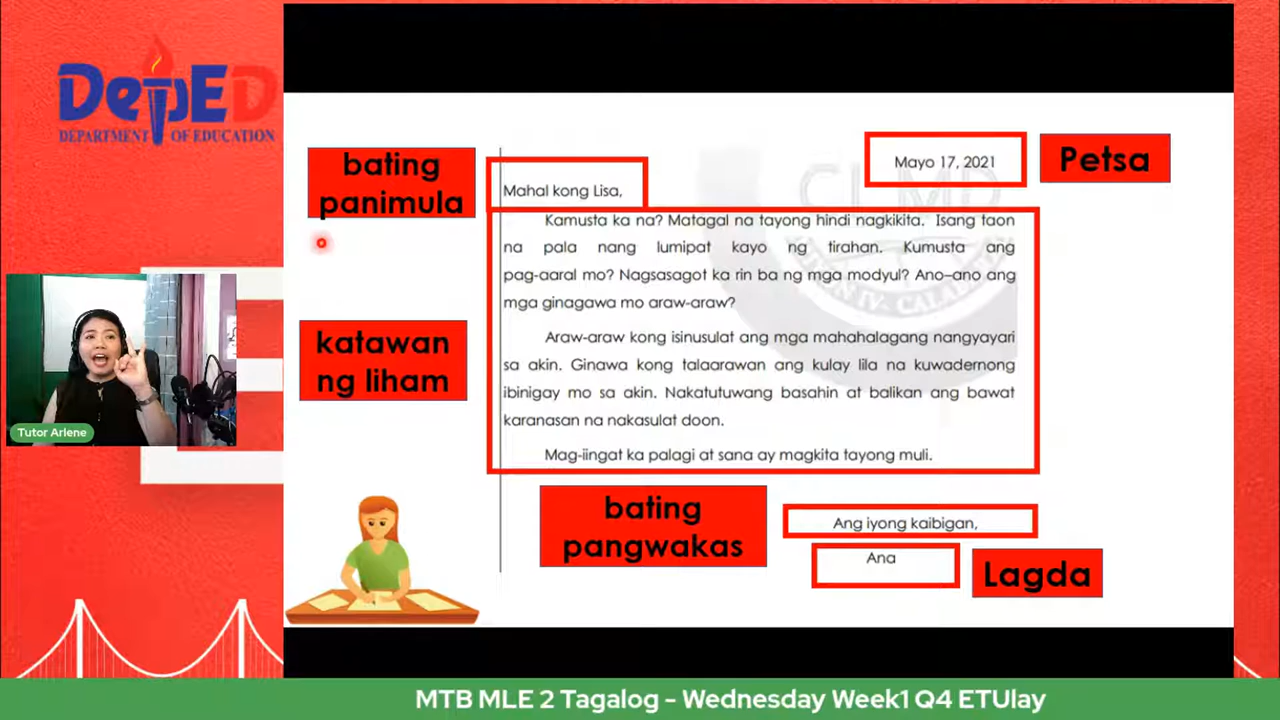 DepED
DEPARTMENT OF EDUCATION
bating
panimula
Mayo 17, 2021
Petsa
Mahal kong Lisa,
Kamusta ka na? Matagal na tayong hindi nagkikita. Isang taon
na pala nang lumipat kayo ng tirahan. Kumusta ang
pag-aaral mo? Nagsasagot ka rin ba ng mga modyul? Ano–ano ang
mga ginagawa mo araw-araw?
katawan
ng liham
Araw-araw kong isinusulat ang mga mahahalagang nangyayari
sa akin. Ginawa kong talaarawan ang kulay lila na kuwadernong
ibinigay mo sa akin. Nakatutuwang basahin at balikan ang bawat
karanasan na nakasulat doon.
Mag-iingat ka palagi at sana ay magkita tayong muli.
Tutor Arlene
bating
pangwakas
Ang iyong kaibigan,
Ana
Lagda
MTB MLE 2 Tagalog - Wednesday Week1 Q4 ETUlay